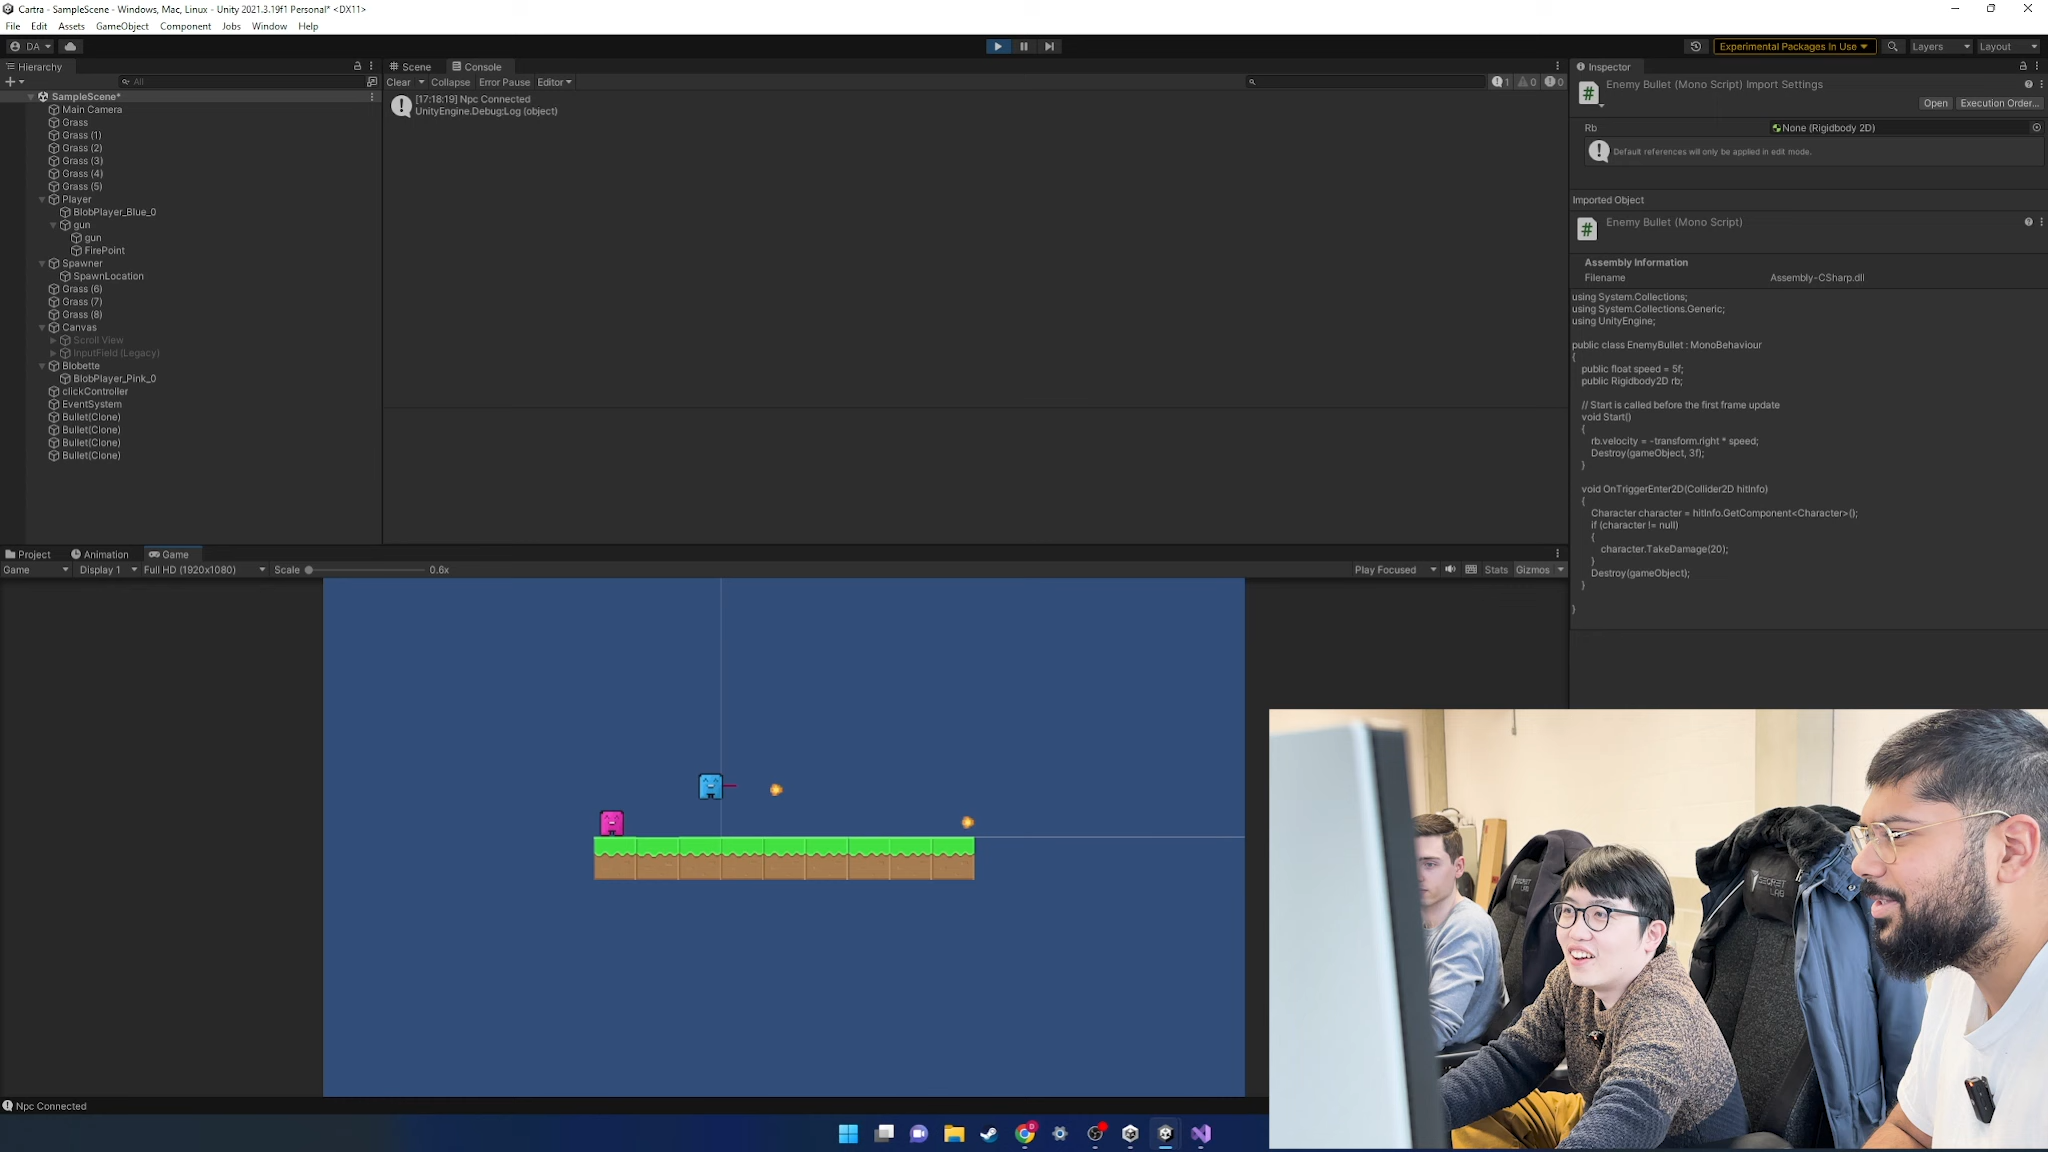 Cartra - SampleScene - Windows, Mac, Linux - Unity 2021.3.19f1 Personal* <DX11>
File Edit Assets GameObject Component Jobs Window Help
DA
Experimental Packages In Use
Layers
Layout
Hierarchy
All
SampleScene*
Main Camera
Grass
Grass (1)
Grass (2)
Grass (3)
Grass (4)
Grass (5)
Player
BlobPlayer_Blue_0
gun
gun
FirePoint
Spawner
SpawnLocation
Grass (6)
Grass (7)
Grass (8)
Canvas
Scroll View
InputField (Legacy)
Blobette
BlobPlayer_Pink_0
clickController
EventSystem
Bullet(Clone)
Bullet(Clone)
Bullet(Clone)
Bullet(Clone)
Scene
Console
Clear Collapse Error Pause Editor
1 0 0
[17:18:19] Npc Connected
UnityEngine.Debug:Log (object)
Inspector
Enemy Bullet (Mono Script) Import Settings
Open
Execution Order...
Rb
None (Rigidbody 2D)
Default references will only be applied in edit mode.
Imported Object
Enemy Bullet (Mono Script)
Assembly Information
Filename
Assembly-CSharp.dll
using System.Collections;
using System.Collections.Generic;
using UnityEngine;
public class EnemyBullet : MonoBehaviour
{
public float speed = 5f;
public Rigidbody2D rb;
// Start is called before the first frame update
void Start()
{
rb.velocity = -transform.right * speed;
Destroy(gameObject, 3f);
}
void OnTriggerEnter2D(Collider2D hitInfo)
{
Character character = hitInfo.GetComponent<Character>();
if (character != null)
{
character.TakeDamage(20);
}
Destroy(gameObject);
}
}
Project
Animation
Game
Game
Display 1
Full HD (1920x1080)
Scale
0.6x
Play Focused
Stats
Gizmos
SECRET
LAB
SECRET
LAB
Npc Connected